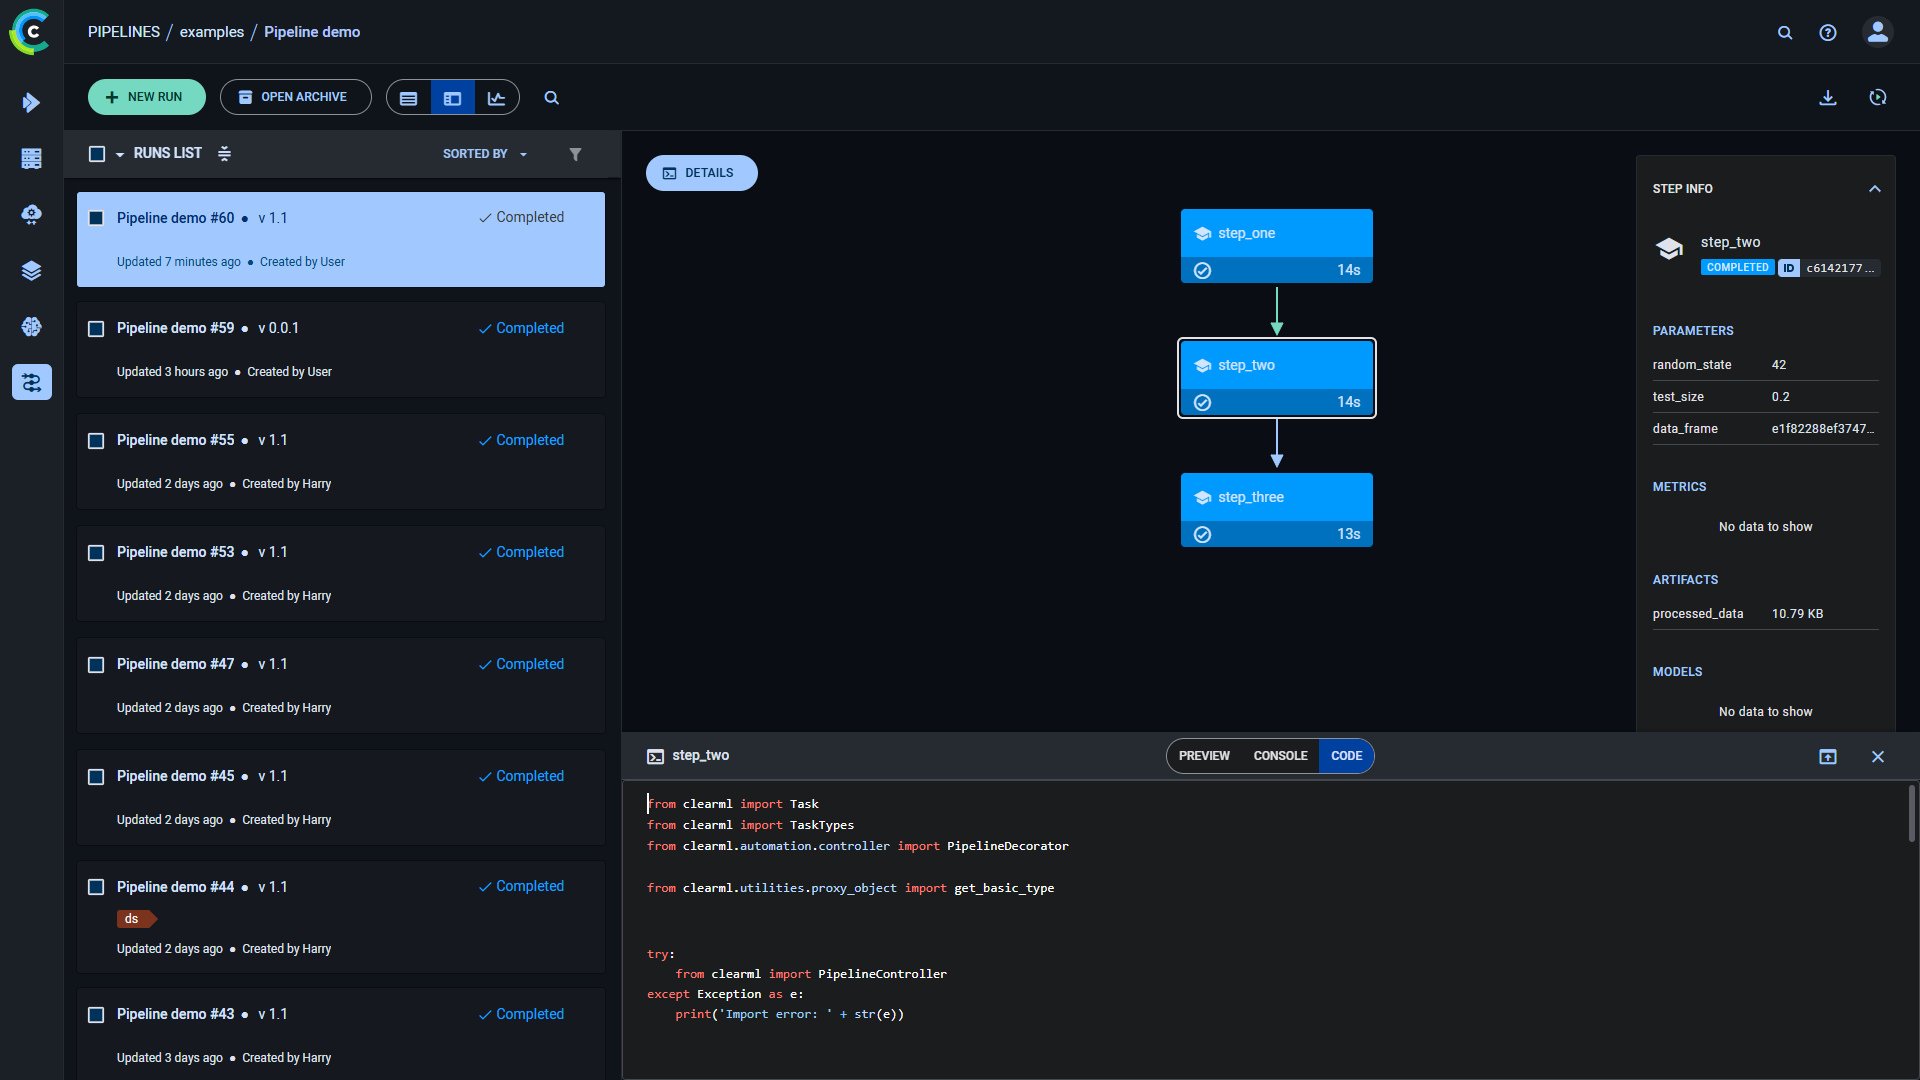 PIPELINES / examples / Pipeline demo
NEW RUN
OPEN ARCHIVE
RUNS LIST
SORTED BY
Pipeline demo #60 • v 1.1
Completed
Updated 7 minutes ago • Created by User
Pipeline demo #59 • v 0.0.1
Completed
Updated 3 hours ago • Created by User
Pipeline demo #55 • v 1.1
Completed
Updated 2 days ago • Created by Harry
Pipeline demo #53 • v 1.1
Completed
Updated 2 days ago • Created by Harry
Pipeline demo #47 • v 1.1
Completed
Updated 2 days ago • Created by Harry
Pipeline demo #45 • v 1.1
Completed
Updated 2 days ago • Created by Harry
Pipeline demo #44 • v 1.1
Completed
ds
Updated 2 days ago • Created by Harry
Pipeline demo #43 • v 1.1
Completed
Updated 3 days ago • Created by Harry
DETAILS
step_one
14s
step_two
14s
step_three
13s
STEP INFO
step_two
COMPLETED ID c6142177 ...
PARAMETERS
random_state 42
test_size 0.2
data_frame e1f82288ef3747...
METRICS
No data to show
ARTIFACTS
processed_data 10.79 KB
MODELS
No data to show
step_two
PREVIEW CONSOLE CODE
from clearml import Task
from clearml import TaskTypes
from clearml.automation.controller import PipelineDecorator
from clearml.utilities.proxy_object import get_basic_type
try:
    from clearml import PipelineController
except Exception as e:
    print('Import error: ' + str(e))